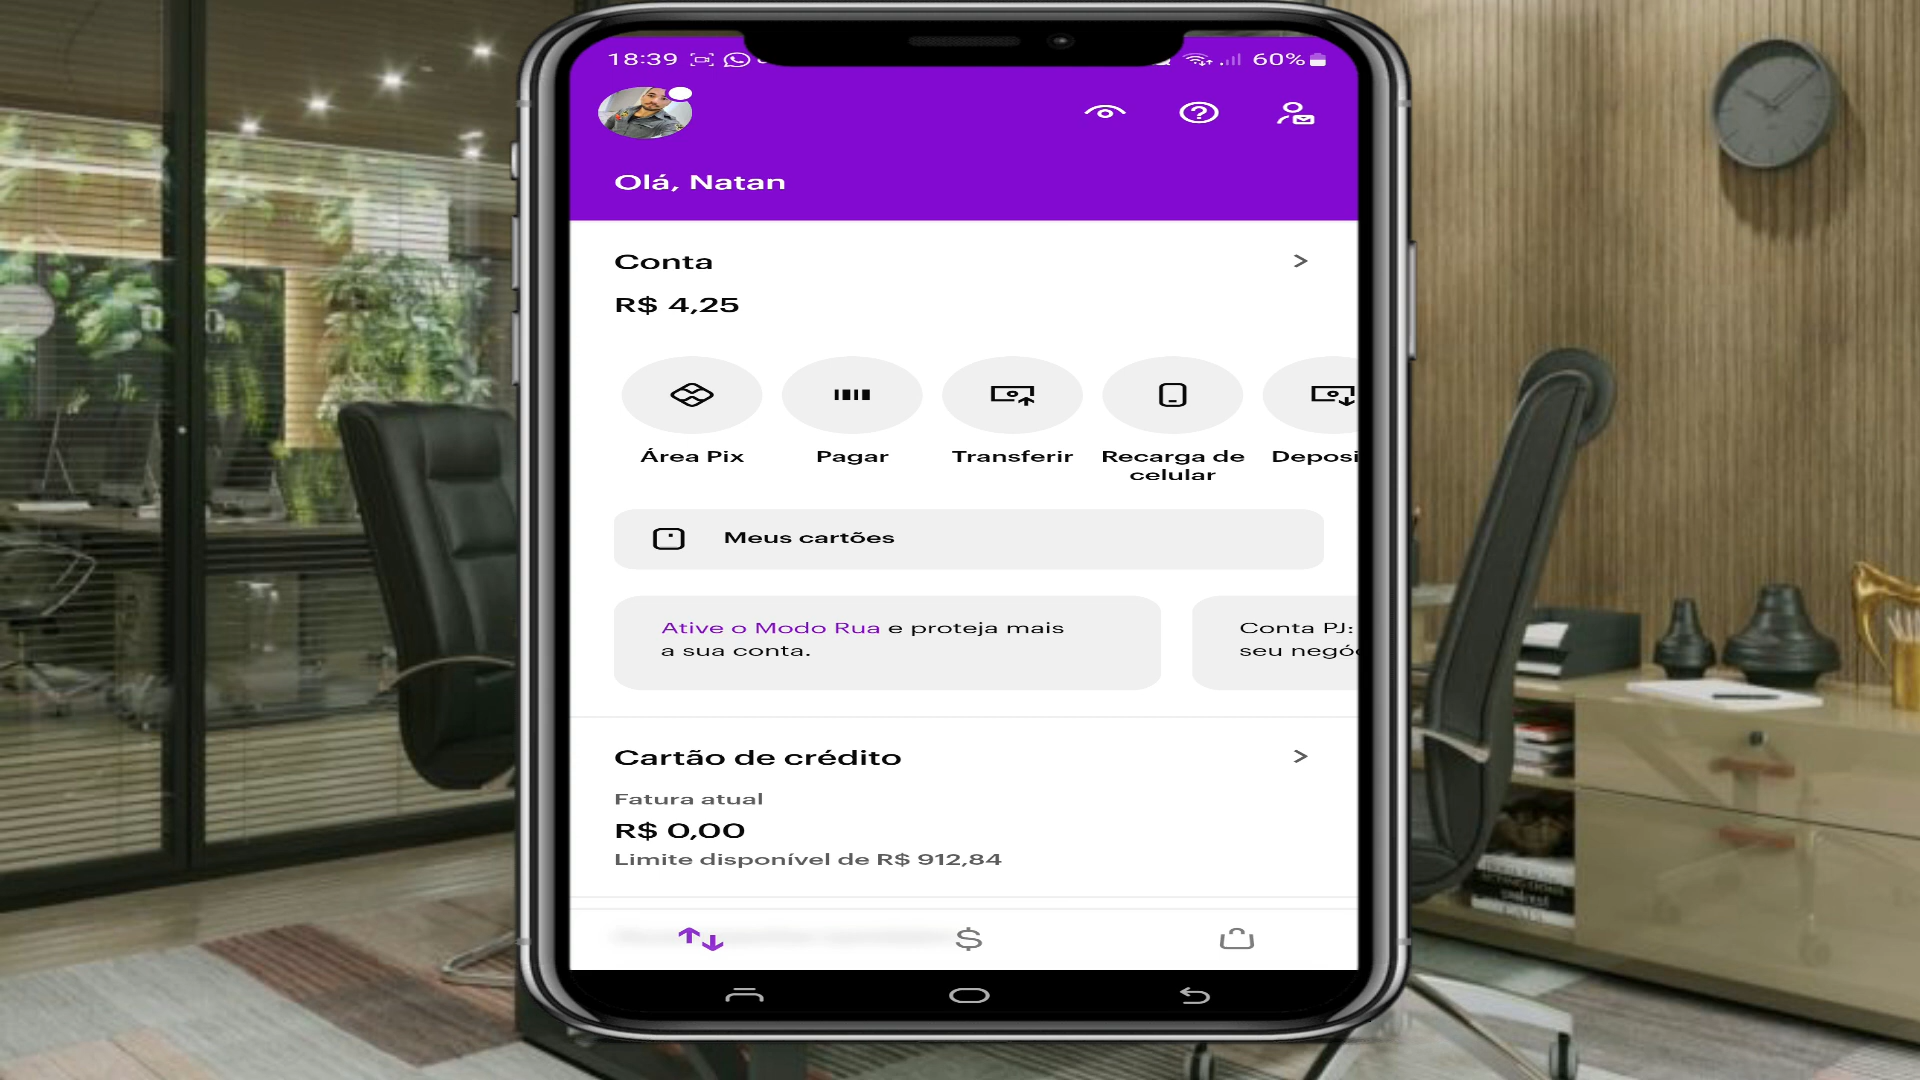 18:39
60%
Olá, Natan
Conta
R$ 4,25
Área Pix
Pagar
Transferir
Recarga de
celular
Deposi
Meus cartões
Ative o Modo Rua e proteja mais
a sua conta.
Conta PJ:
seu negóc
Cartão de crédito
Fatura atual
R$ 0,00
Limite disponível de R$ 912,84